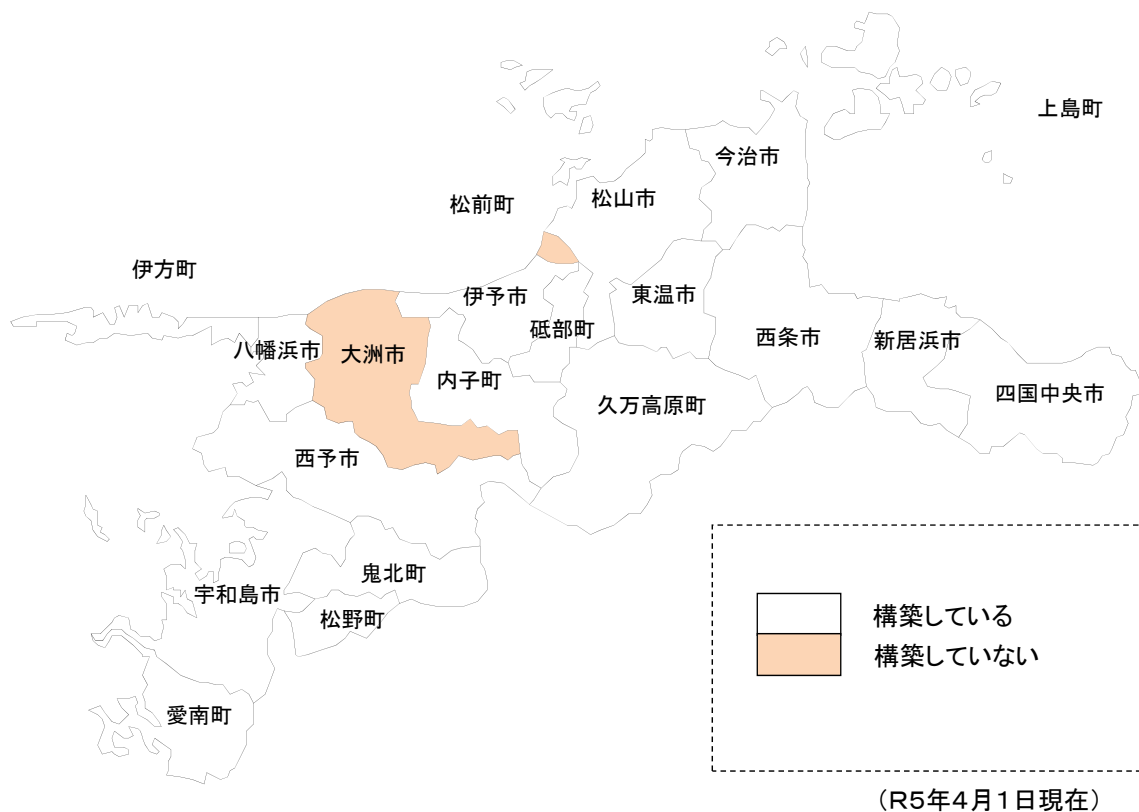 上島町
今治市
松山市
松前町
伊方町
伊予市
東温市
砥部町
西条市
新居浜市
八幡浜市
大洲市
内子町
四国中央市
久万高原町
西予市
鬼北町
宇和島市
松野町
愛南町
構築している
構築していない
(R5年4月1日現在)